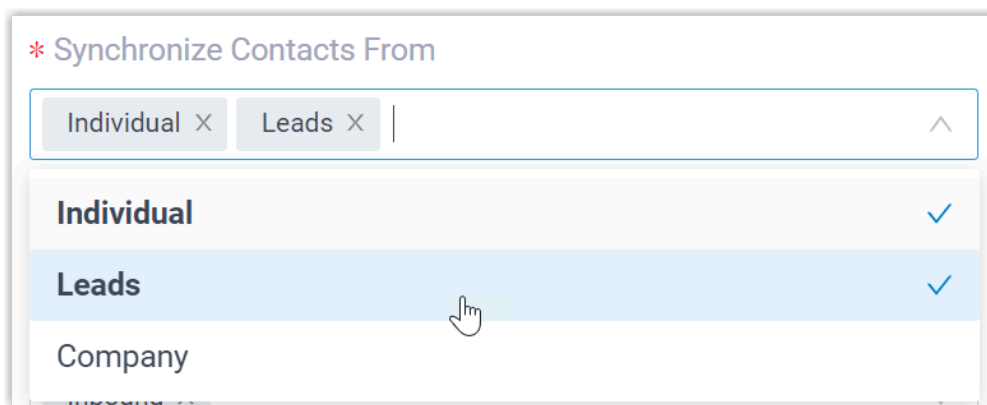 * Synchronize Contacts From
Individual X Leads X
Individual
Leads
Company